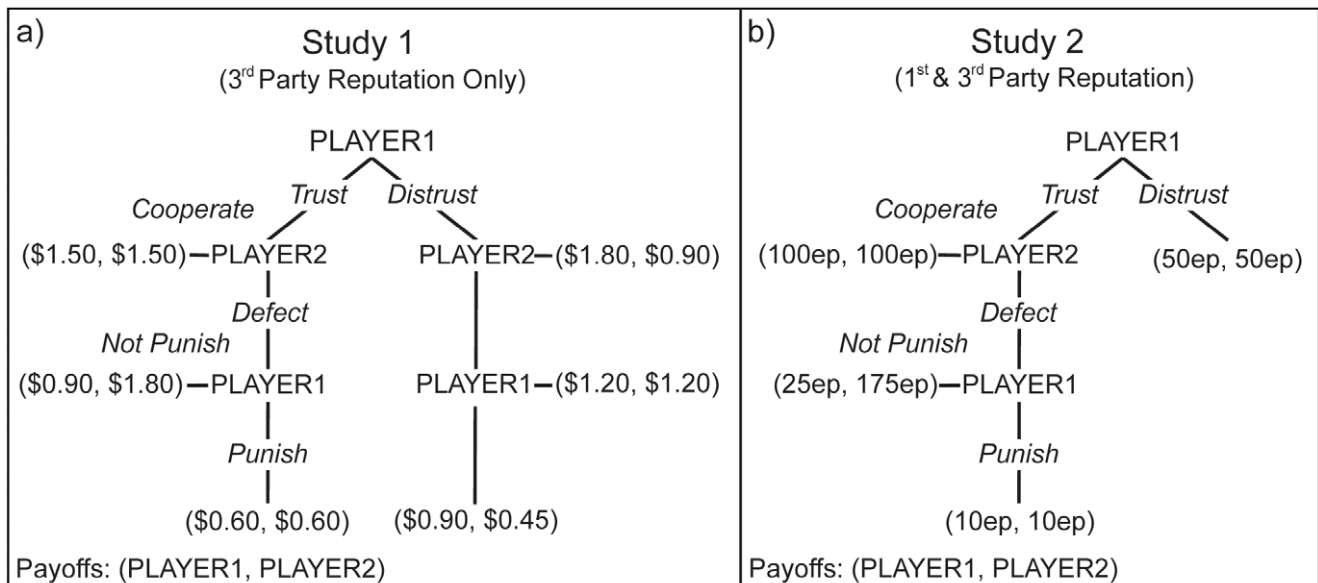 a)
Study 1
(3rd Party Reputation Only)
PLAYER1
Trust Distrust
Cooperate
($1.50, $1.50) PLAYER2 PLAYER2 ($1.80, $0.90)
Defect
Not Punish
($0.90, $1.80) PLAYER1 PLAYER1 ($1.20, $1.20)
Punish
($0.60, $0.60) ($0.90, $0.45)
Payoffs: (PLAYER1, PLAYER2)
b)
Study 2
(1st & 3rd Party Reputation)
PLAYER1
Trust Distrust
Cooperate
(100ep, 100ep) PLAYER2 (50ep, 50ep)
Defect
Not Punish
(25ep, 175ep) PLAYER1
Punish
(10ep, 10ep)
Payoffs: (PLAYER1, PLAYER2)